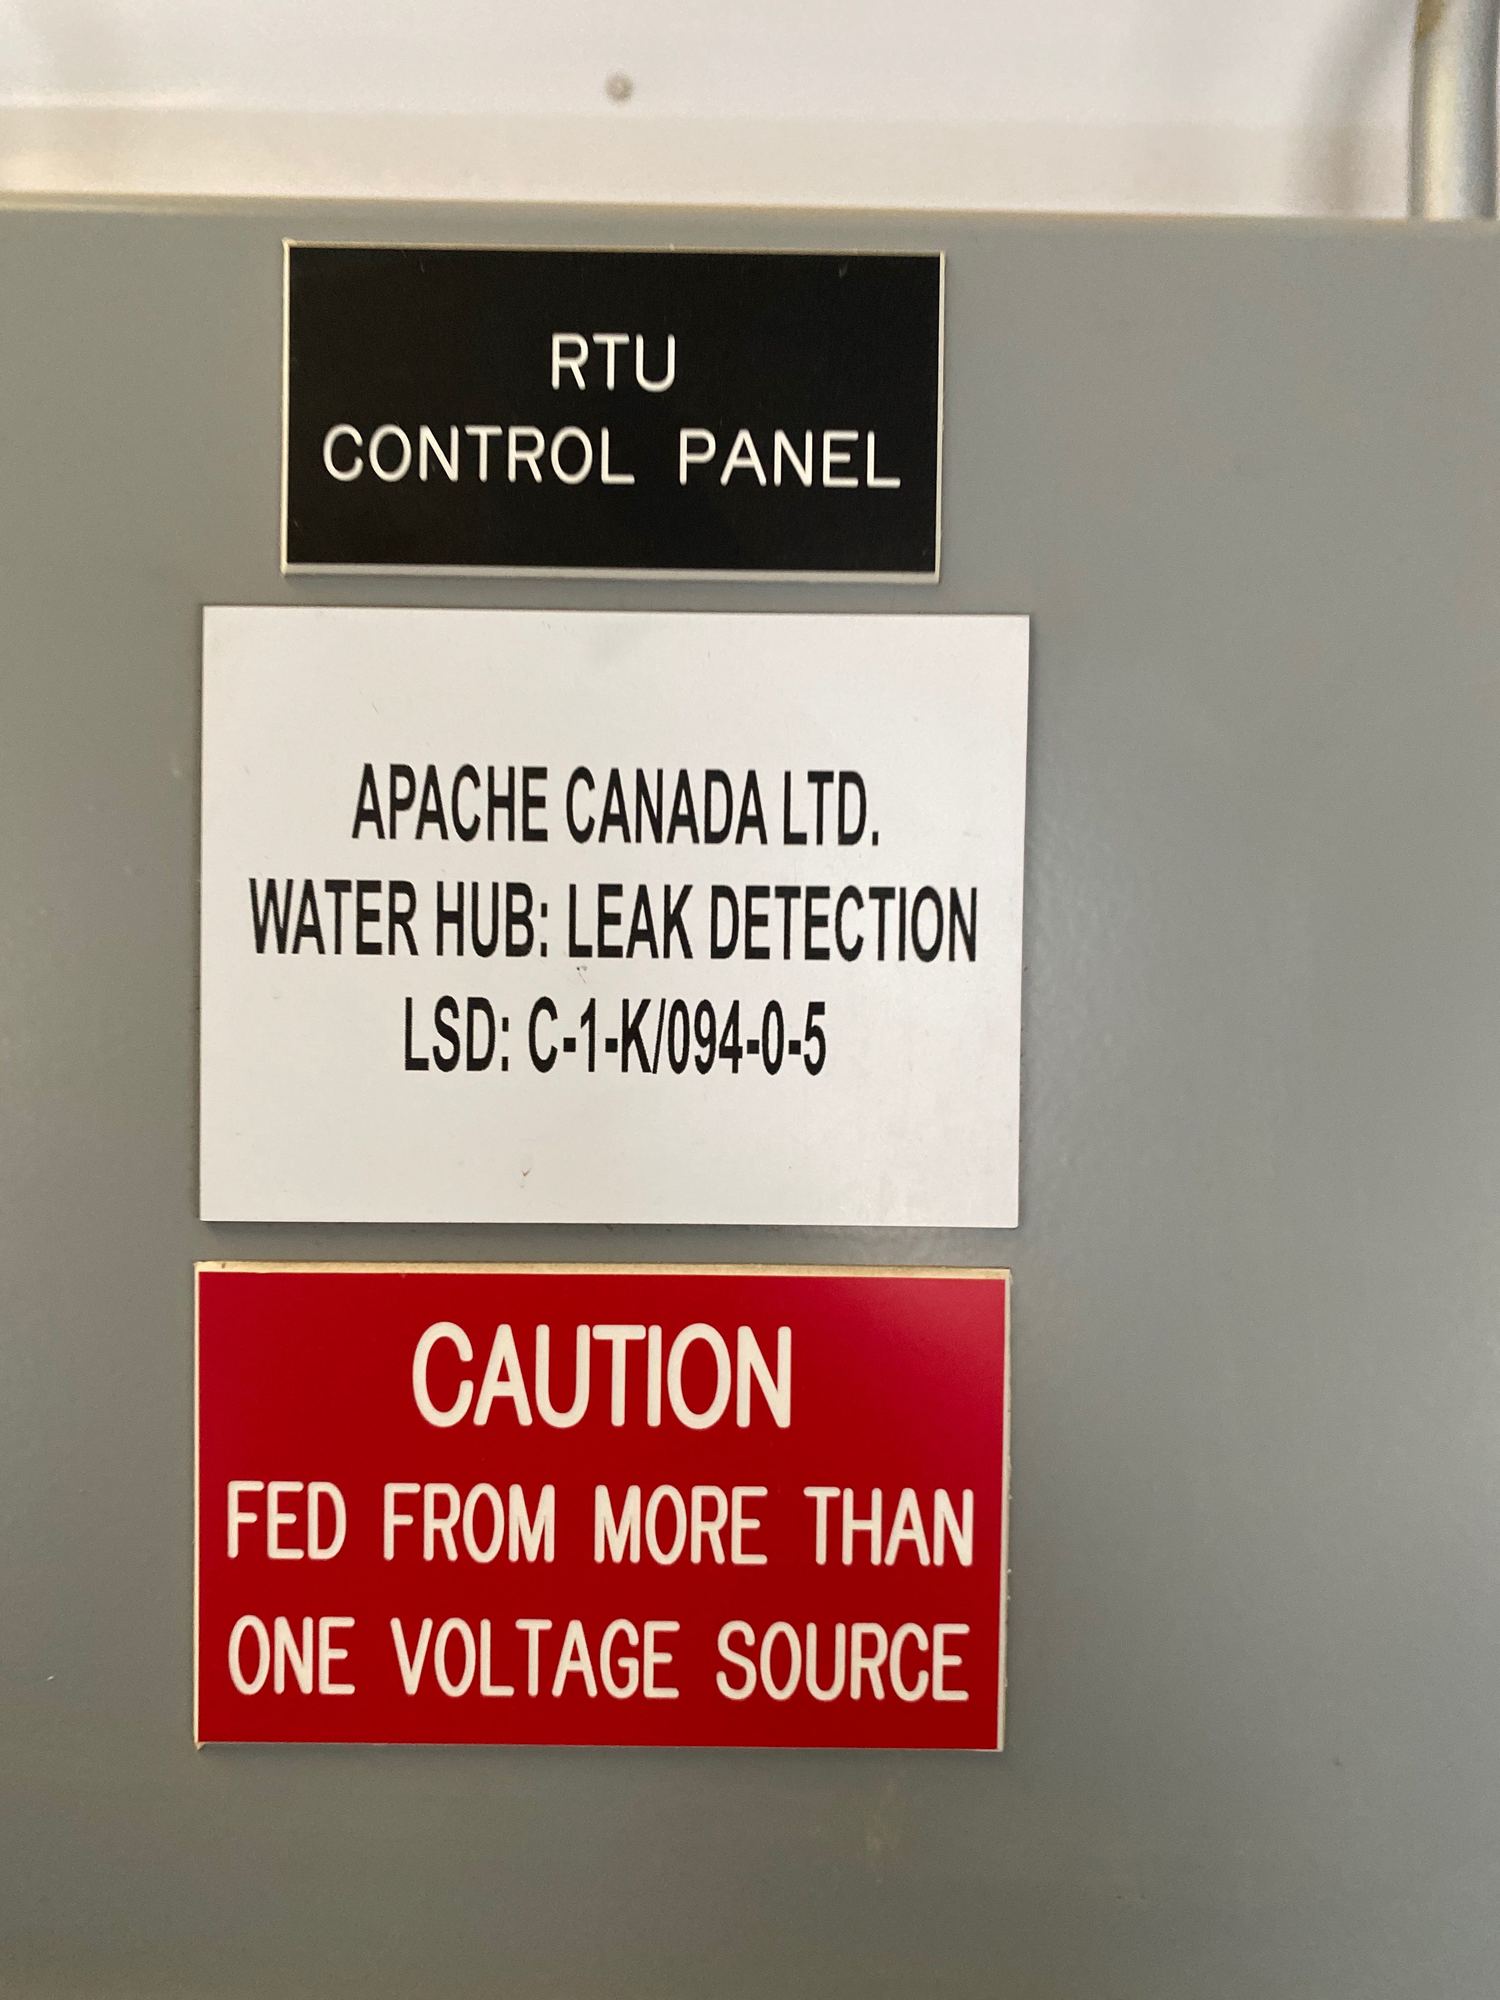 RTU
CONTROL PANEL
APACHE CANADA LTD.
WATER HUB: LEAK DETECTION
LSD: C-1-K/094-0-5
CAUTION
FED FROM MORE THAN
ONE VOLTAGE SOURCE